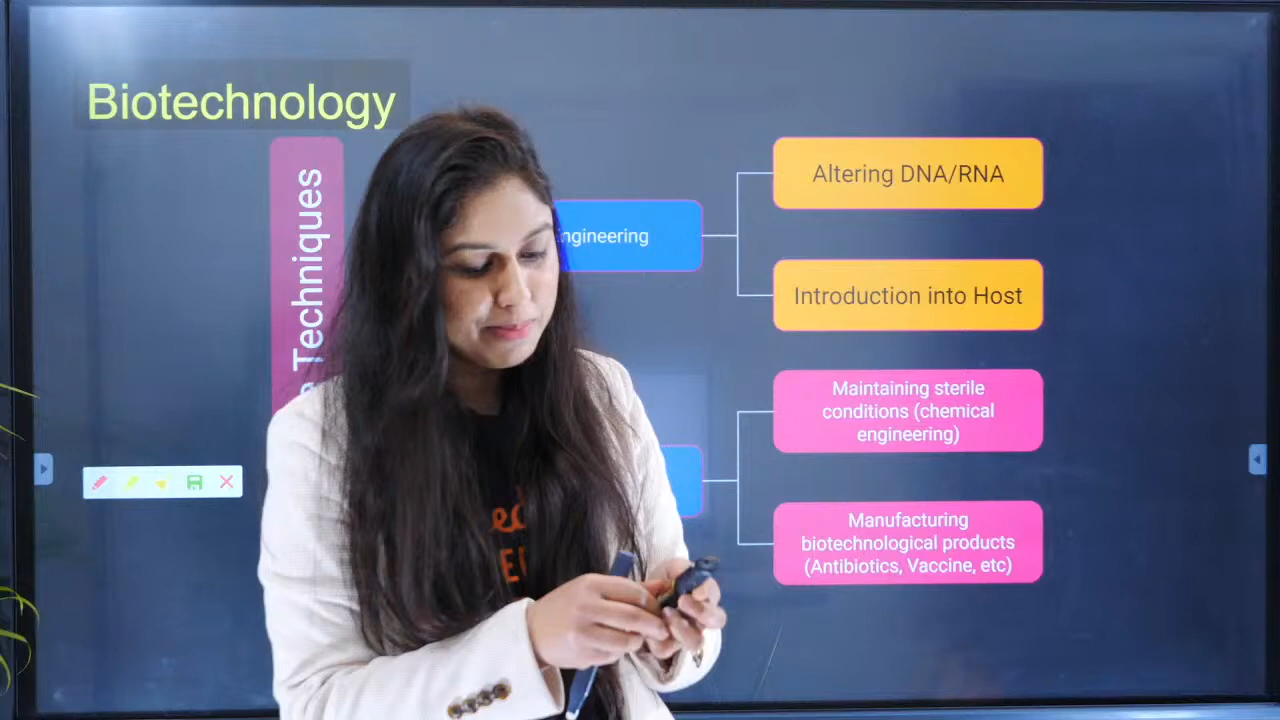 Biotechnology
Techniques
ngineering
Altering DNA/RNA
Introduction into Host
Maintaining sterile
conditions (chemical
engineering)
Manufacturing
biotechnological products
(Antibiotics, Vaccine, etc)